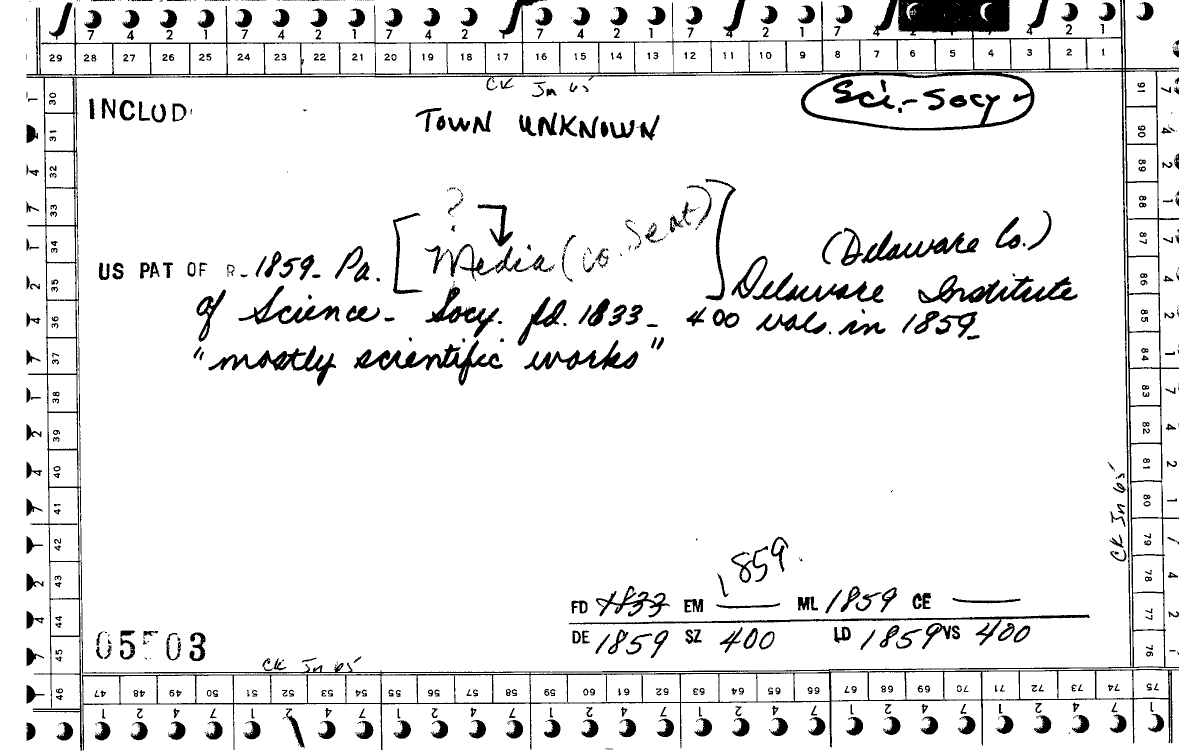 7 4 2 1 7 4 2 1 7 4 2 1 7 4 2 1 7 4 2 1 7 4 2 1 7 4 2 1
29 28 27 26 25 24 23 22 21 20 19 18 17 16 15 14 13 12 11 10 9 8 7 6 5 4 3 2 1
CK Jn 65
INCLUD
Sci.-Socy-
TOWN UNKNOWN
?
(Delaware Co.)
US PAT OF R- 1859- Pa. [Media (Co. Seat)] Delaware Institute
of Science- Socy. fd. 1833- 400 vols. in 1859-
"mostly scientific works"
1859.
FD 1833 EM ___ ML 1859 CE ___
DE 1859 SZ 400 LD 1859 VS 400
05503
CK Jn 65
CK Jn 65
30 31 32 33 34 35 36 37 38 39 40 41 42 43 44 45 46
47 48 49 50 51 52 53 54 55 56 57 58 59 60 61 62 63 64 65 66 67 68 69 70 71 72 73 74 75
76 77 78 79 80 81 82 83 84 85 86 87 88 89 90 91
1 2 4 7 1 2 4 7 1 2 4 7 1 2 4 7 1 2 4 7 1 2 4 7 1 2 4 7 1